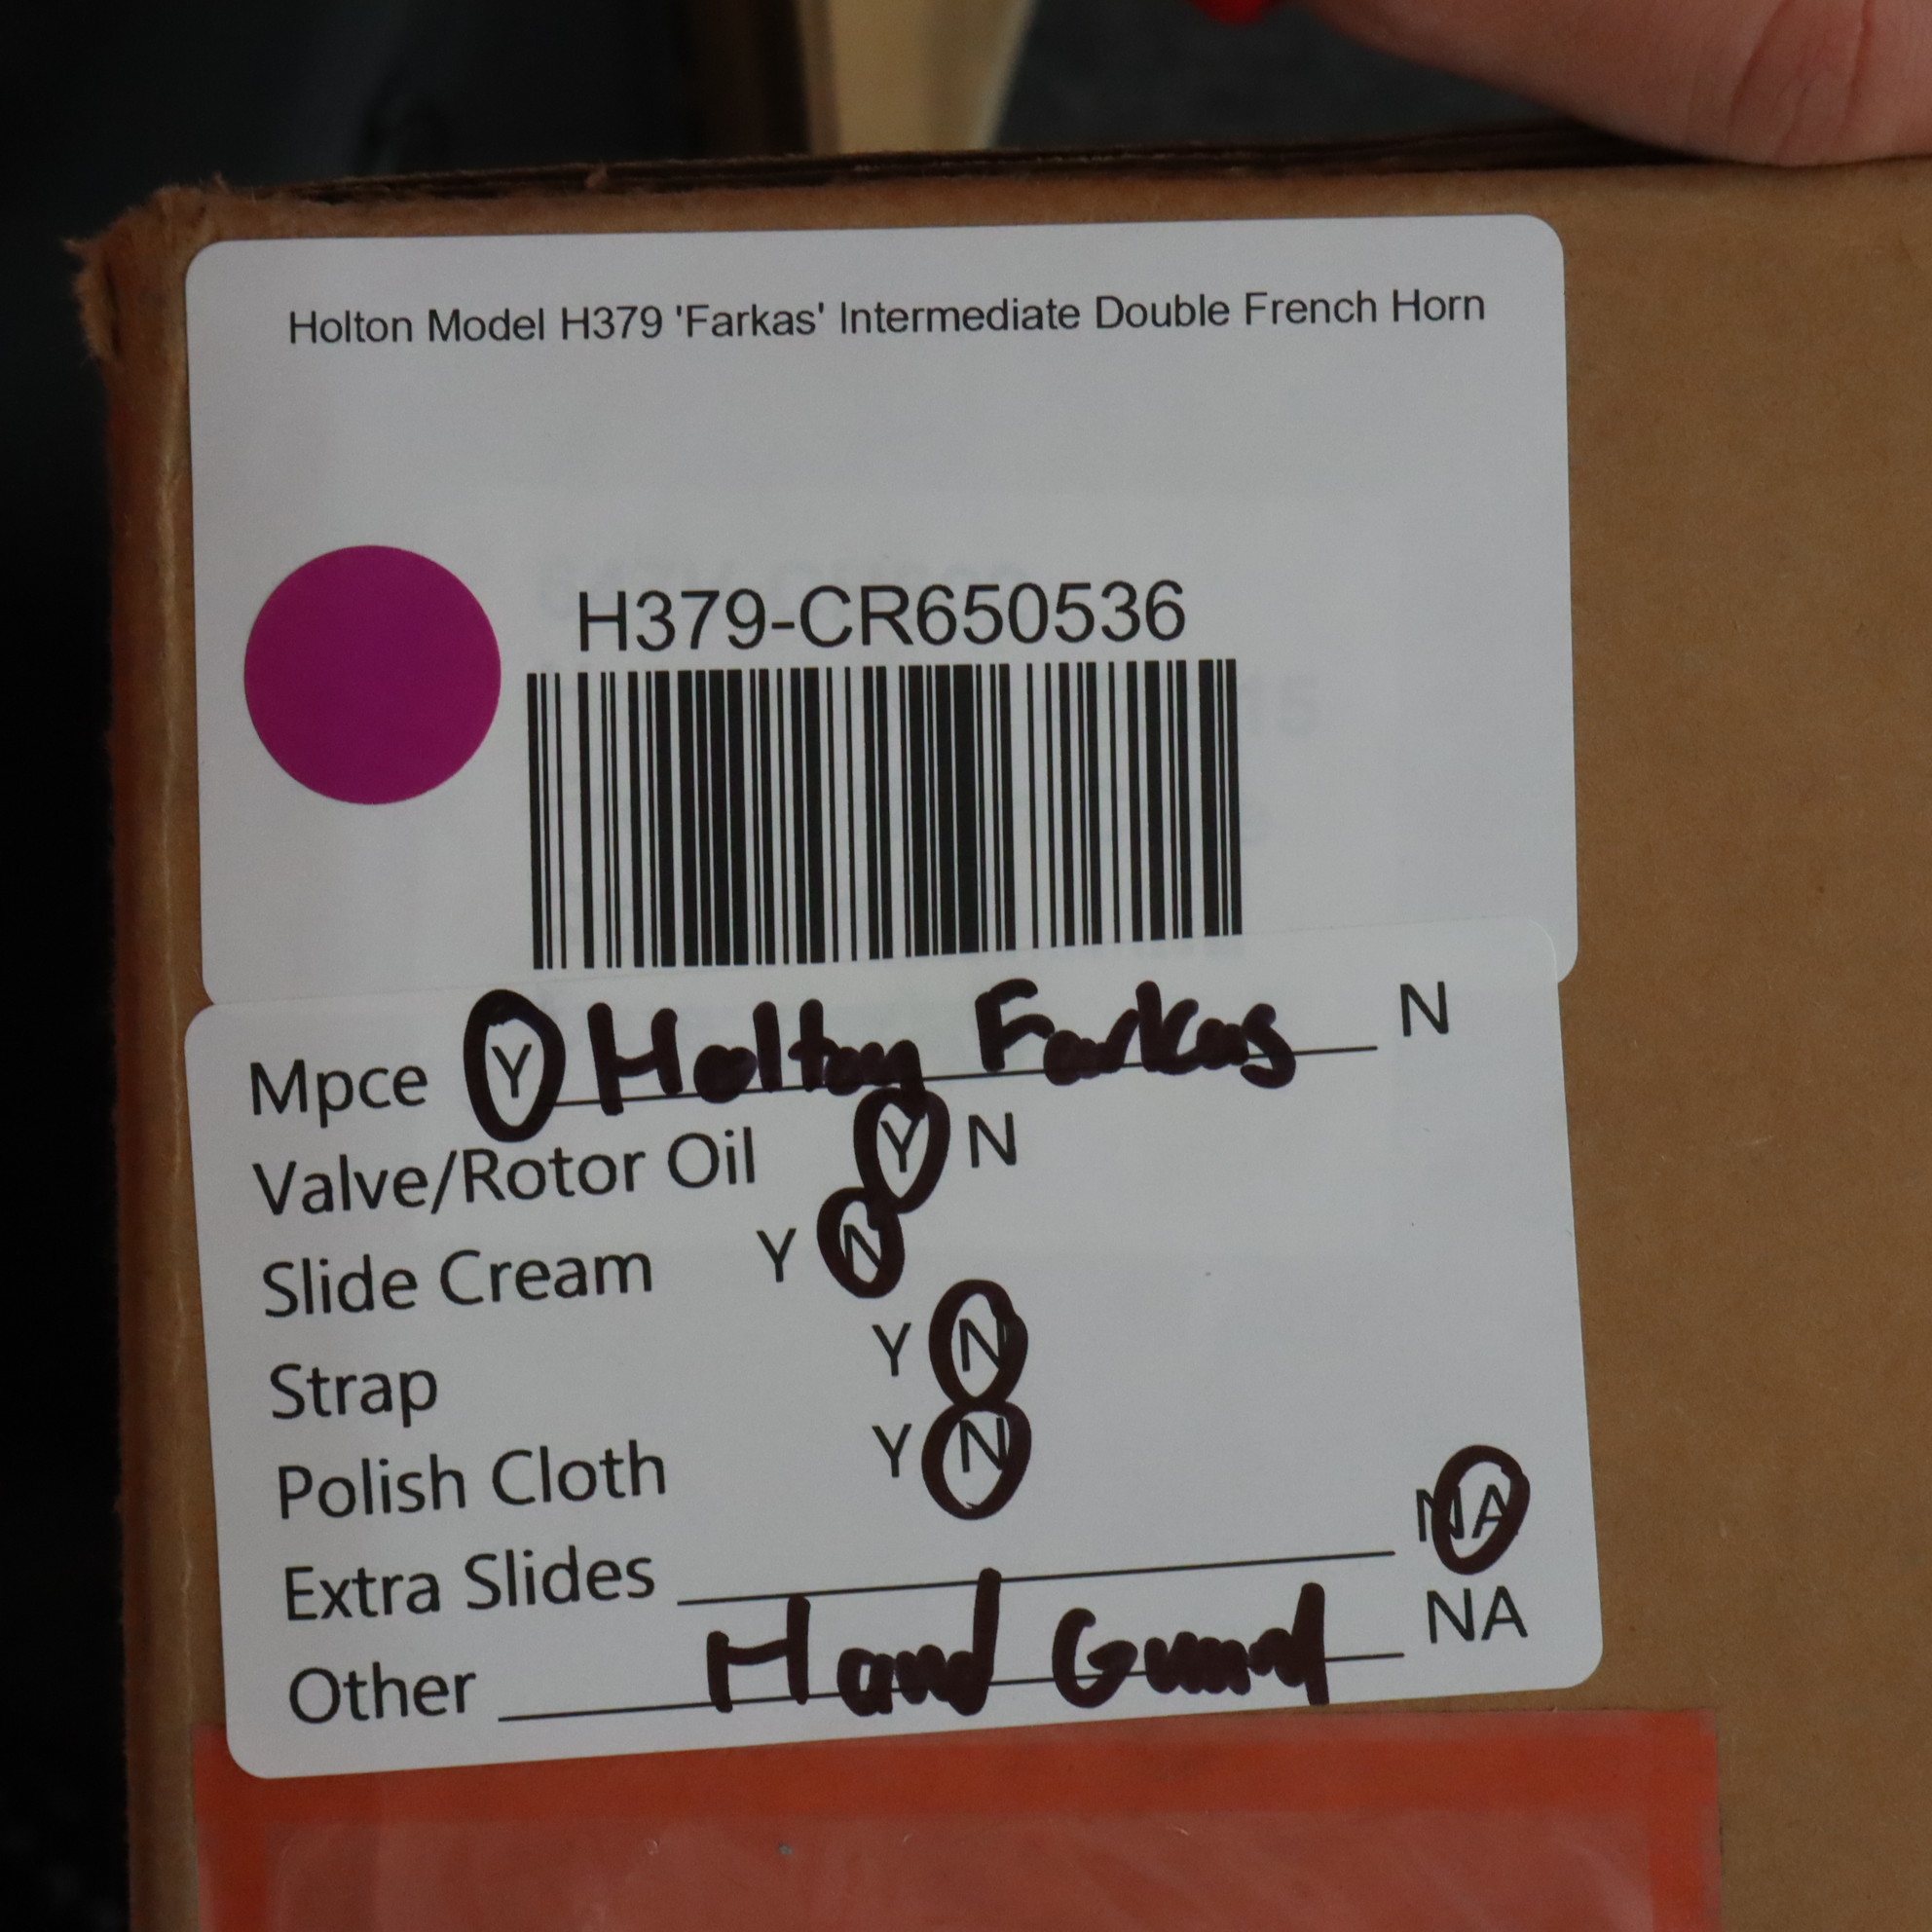 Holton Model H379 'Farkas' Intermediate Double French Horn
H379-CR650536
Mpce Y Holton Farkas N
Valve/Rotor Oil Y N
Slide Cream Y N
Strap Y N
Polish Cloth Y N
Extra Slides NA
Other Hand Guard NA